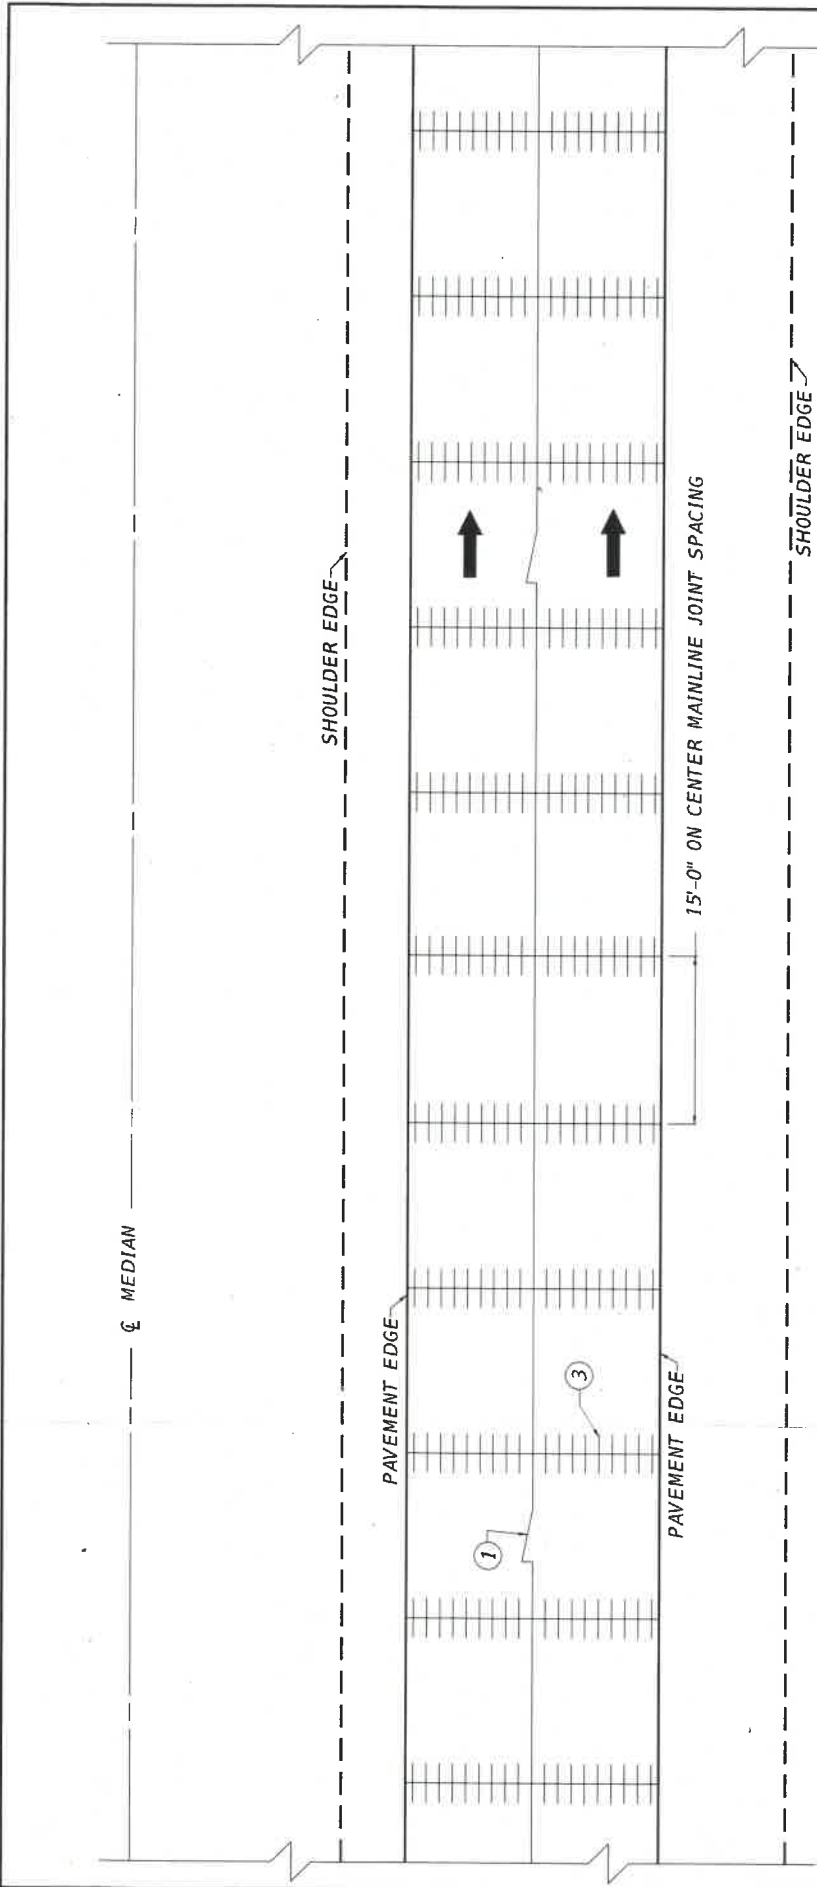 ℄ MEDIAN
SHOULDER EDGE
PAVEMENT EDGE
1
3
15'-0" ON CENTER MAINLINE JOINT SPACING
PAVEMENT EDGE
SHOULDER EDGE